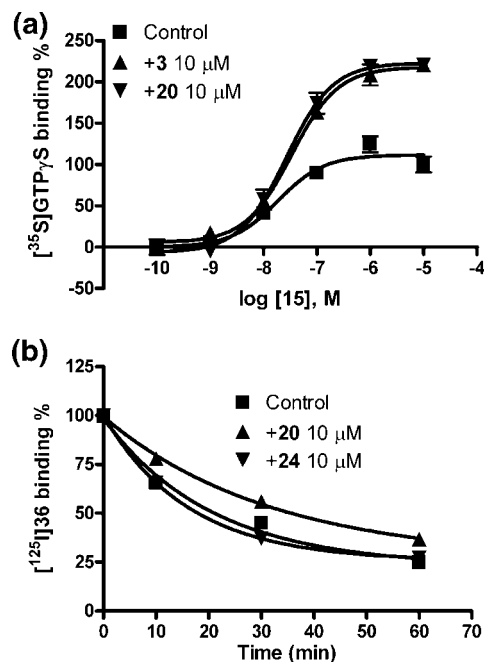 (a)
Control
+3 10 μM
+20 10 μM
[³⁵S]GTPγS binding %
250
200
150
100
50
0
-50
-10 -9 -8 -7 -6 -5 -4
log [15], M
(b)
Control
+20 10 μM
+24 10 μM
[¹²⁵I]36 binding %
125
100
75
50
25
0
0 10 20 30 40 50 60 70
Time (min)